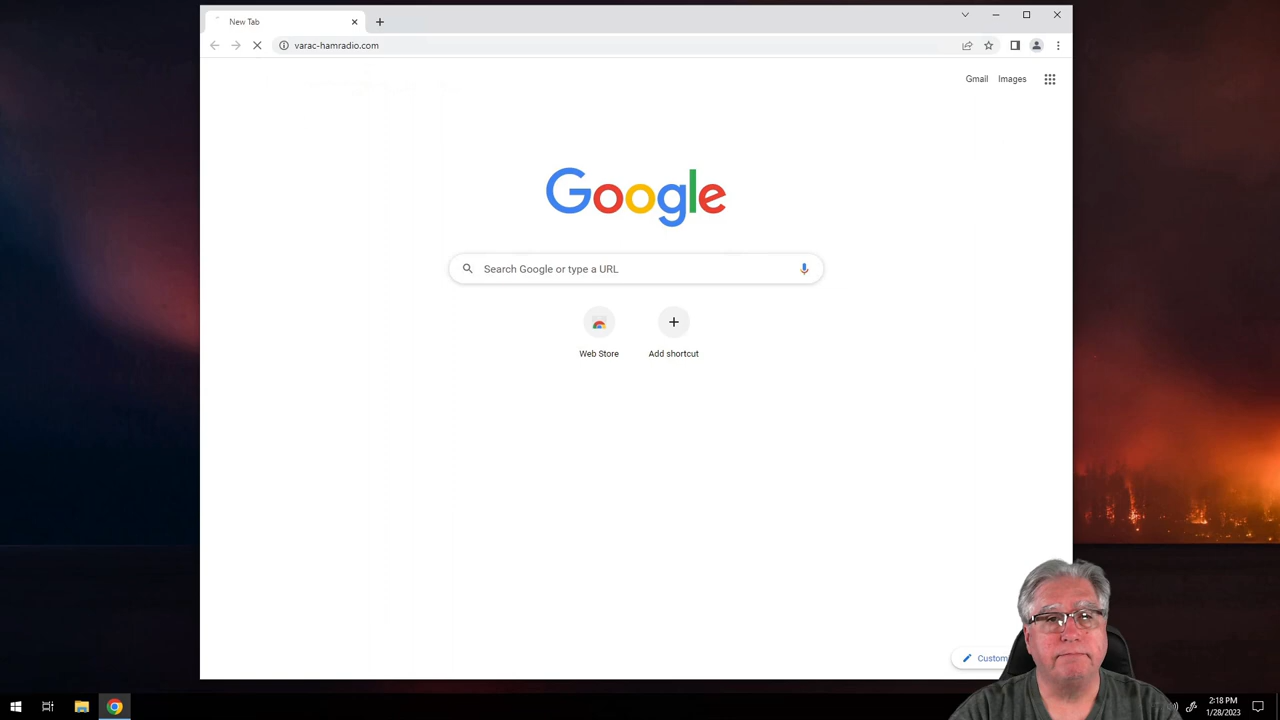 New Tab
varac-hamradio.com
Gmail Images
Google
Search Google or type a URL
Web Store
Add shortcut
Custom
2:18 PM
1/28/2023